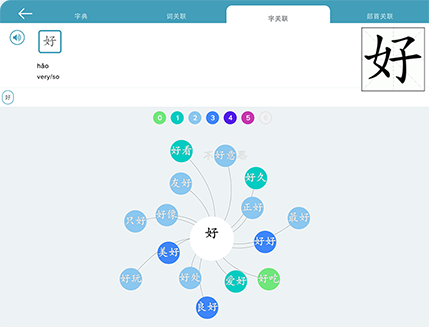 字典 词关联 字关联 部首关联
好
好
hǎo
very/so
好
0 1 2 3 4 5 6
好看
不好意思
友好
好久
只好
好像
正好
最好
好
好好
美好
好玩
好处
爱好
好吃
良好